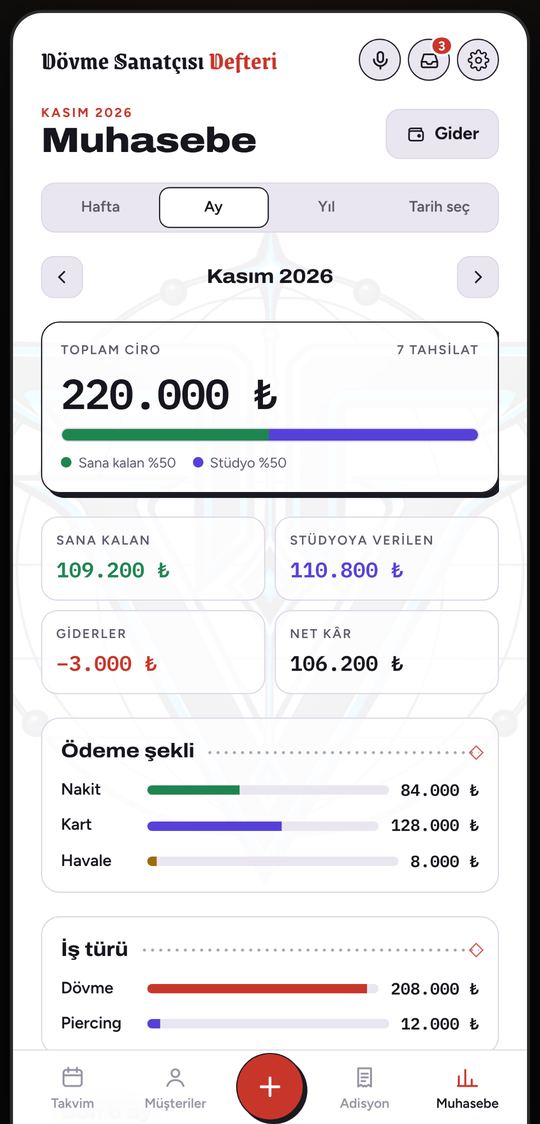 Dövme Sanatçısı Defteri
3
KASIM 2026
Muhasebe
Gider
Hafta
Ay
Yıl
Tarih seç
Kasım 2026
TOPLAM CİRO
7 TAHSİLAT
220.000 ₺
Sana kalan %50
Stüdyo %50
SANA KALAN
109.200 ₺
STÜDYOYA VERİLEN
110.800 ₺
GİDERLER
−3.000 ₺
NET KÂR
106.200 ₺
Ödeme şekli
Nakit
84.000 ₺
Kart
128.000 ₺
Havale
8.000 ₺
İş türü
Dövme
208.000 ₺
Piercing
12.000 ₺
Takvim
Müşteriler
Adisyon
Muhasebe